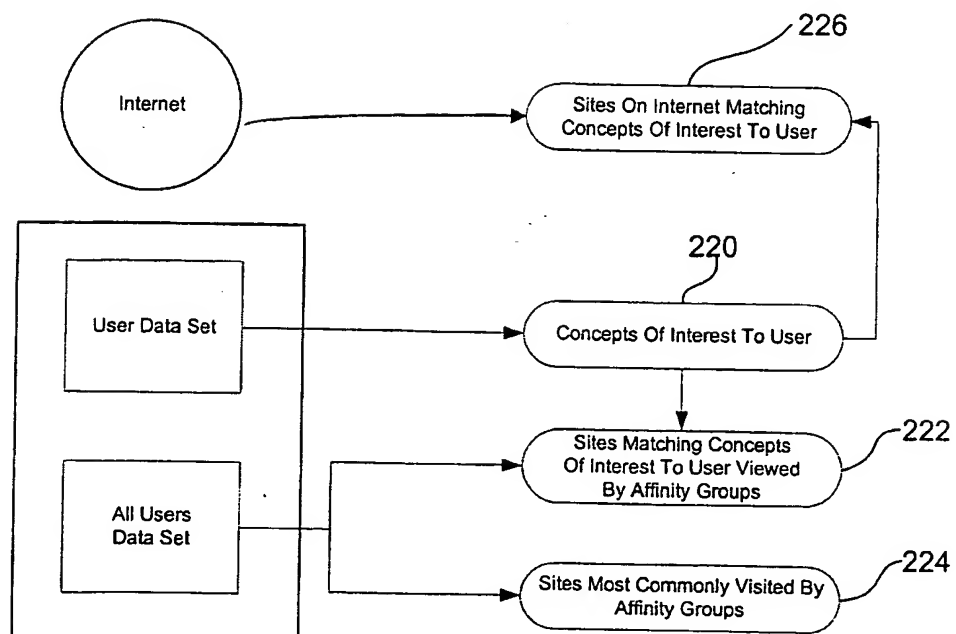 226
Internet
Sites On Internet Matching
Concepts Of Interest To User
220
User Data Set
Concepts Of Interest To User
222
Sites Matching Concepts
Of Interest To User Viewed
By Affinity Groups
All Users
Data Set
224
Sites Most Commonly Visited By
Affinity Groups